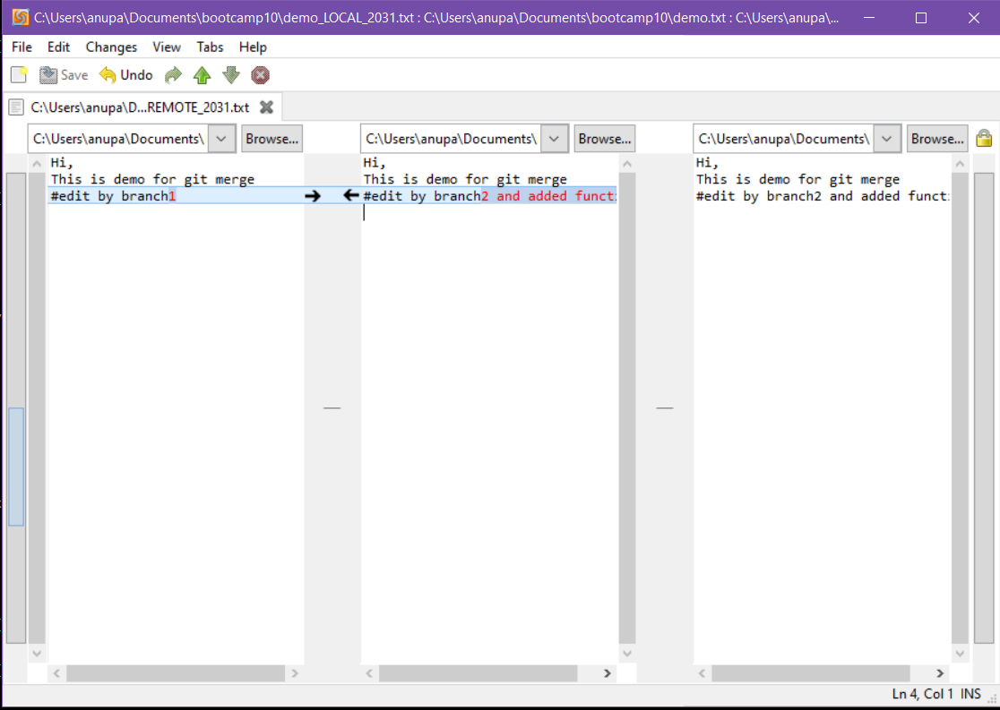 C:\Users\anupa\Documents\bootcamp10\demo_LOCAL_2031.txt : C:\Users\anupa\Documents\bootcamp10\demo.txt : C:\Users\anupa\...
File Edit Changes View Tabs Help
Save Undo
C:\Users\anupa\D...REMOTE_2031.txt
C:\Users\anupa\Documents\ Browse... C:\Users\anupa\Documents\ Browse... C:\Users\anupa\Documents\ Browse...
Hi,
This is demo for git merge
#edit by branch1
Hi,
This is demo for git merge
#edit by branch2 and added funct
Hi,
This is demo for git merge
#edit by branch2 and added funct
Ln 4, Col 1 INS